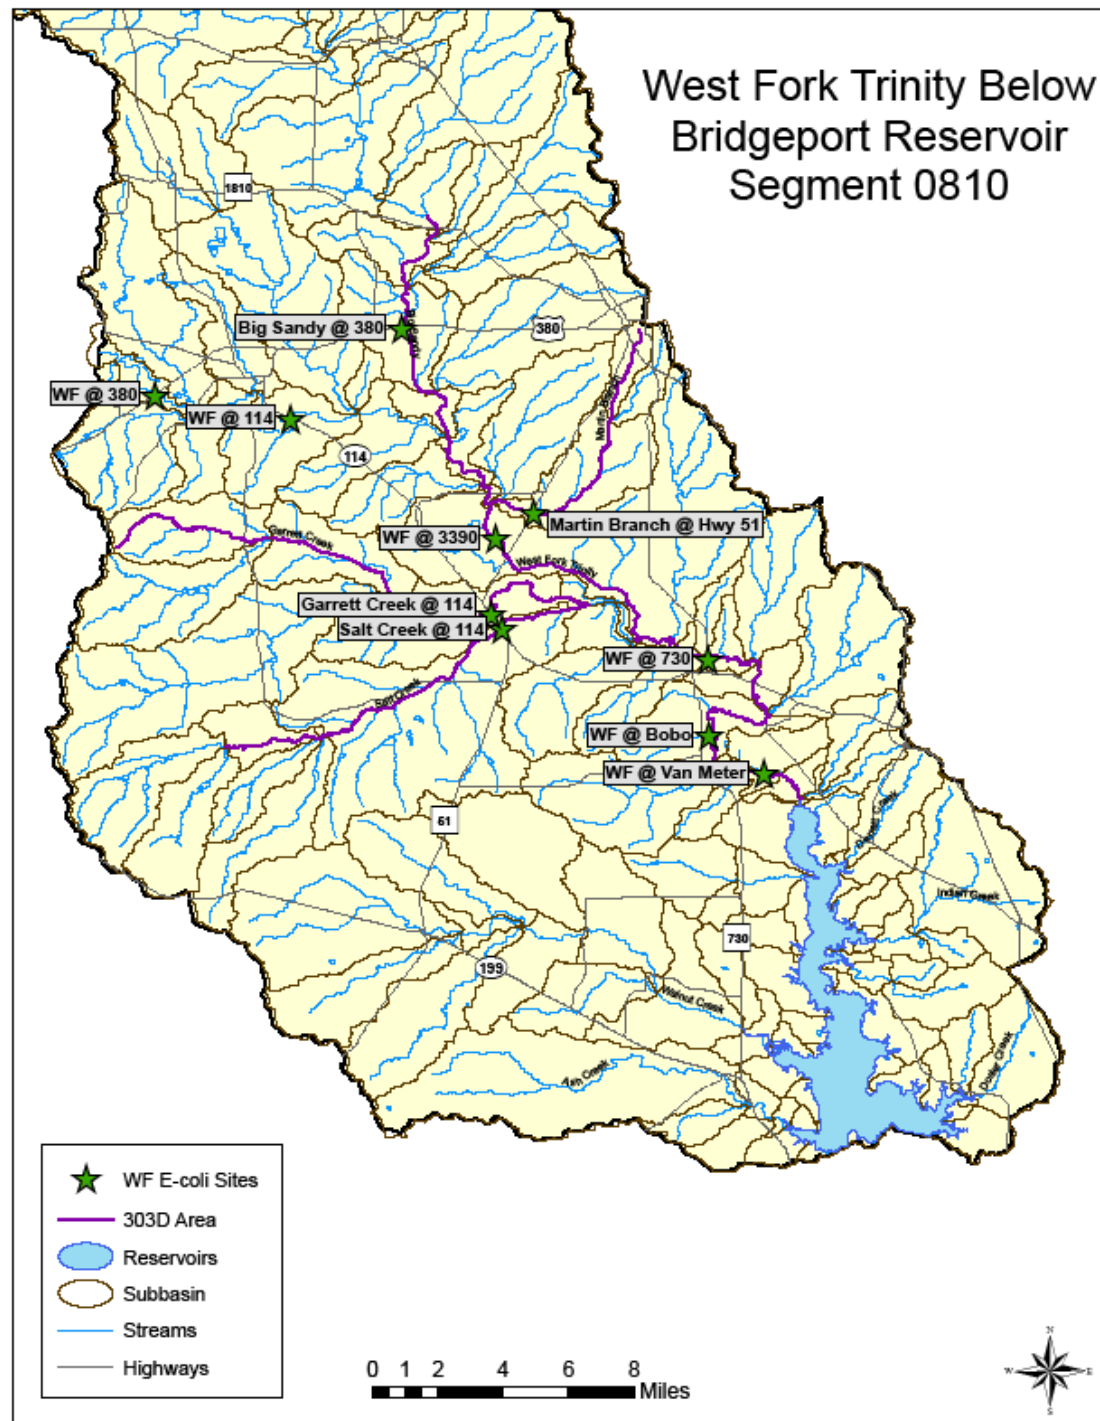 West Fork Trinity Below
Bridgeport Reservoir
Segment 0810
1810
Big Sandy @ 380
380
WF @ 380
WF @ 114
114
Martin Branch @ Hwy 51
WF @ 3390
Garrett Creek
West Fork Trinity
Garrett Creek @ 114
Salt Creek @ 114
WF @ 730
Salt Creek
WF @ Bobo
WF @ Van Meter
51
Indian Creek
730
199
Walnut Creek
Ash Creek
Dosier Creek
WF E-coli Sites
303D Area
Reservoirs
Subbasin
Streams
Highways
0 1 2 4 6 8
Miles
N
W E
S